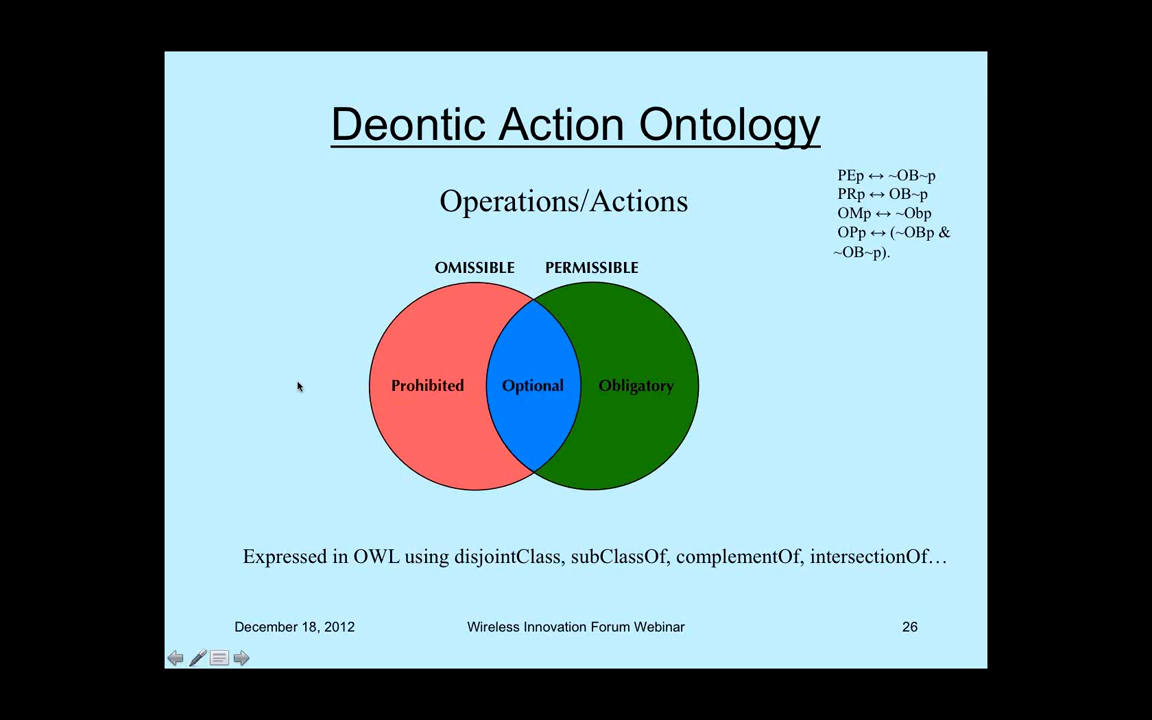 Deontic Action Ontology
Operations/Actions
PEp ↔ ~OB~p
PRp ↔ OB~p
OMp ↔ ~Obp
OPp ↔ (~OBp &
~OB~p).
OMISSIBLE PERMISSIBLE
Prohibited Optional Obligatory
Expressed in OWL using disjointClass, subClassOf, complementOf, intersectionOf…
December 18, 2012 Wireless Innovation Forum Webinar 26